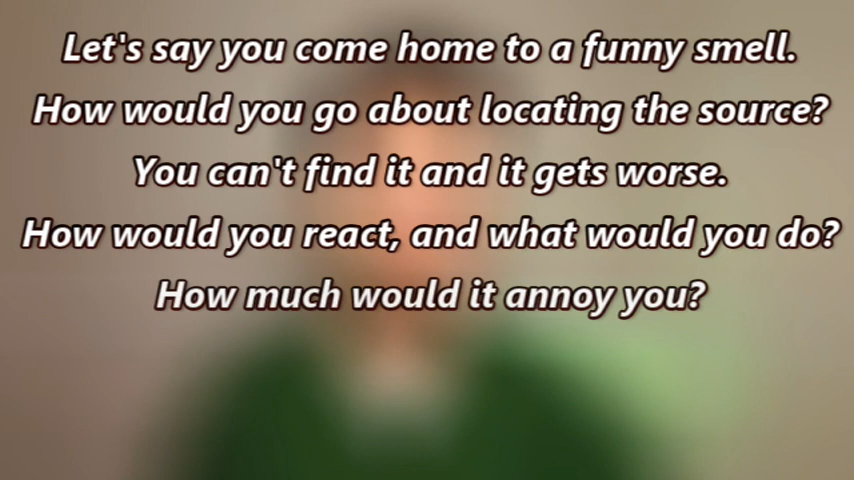 Let's say you come home to a funny smell.
How would you go about locating the source?
You can't find it and it gets worse.
How would you react, and what would you do?
How much would it annoy you?